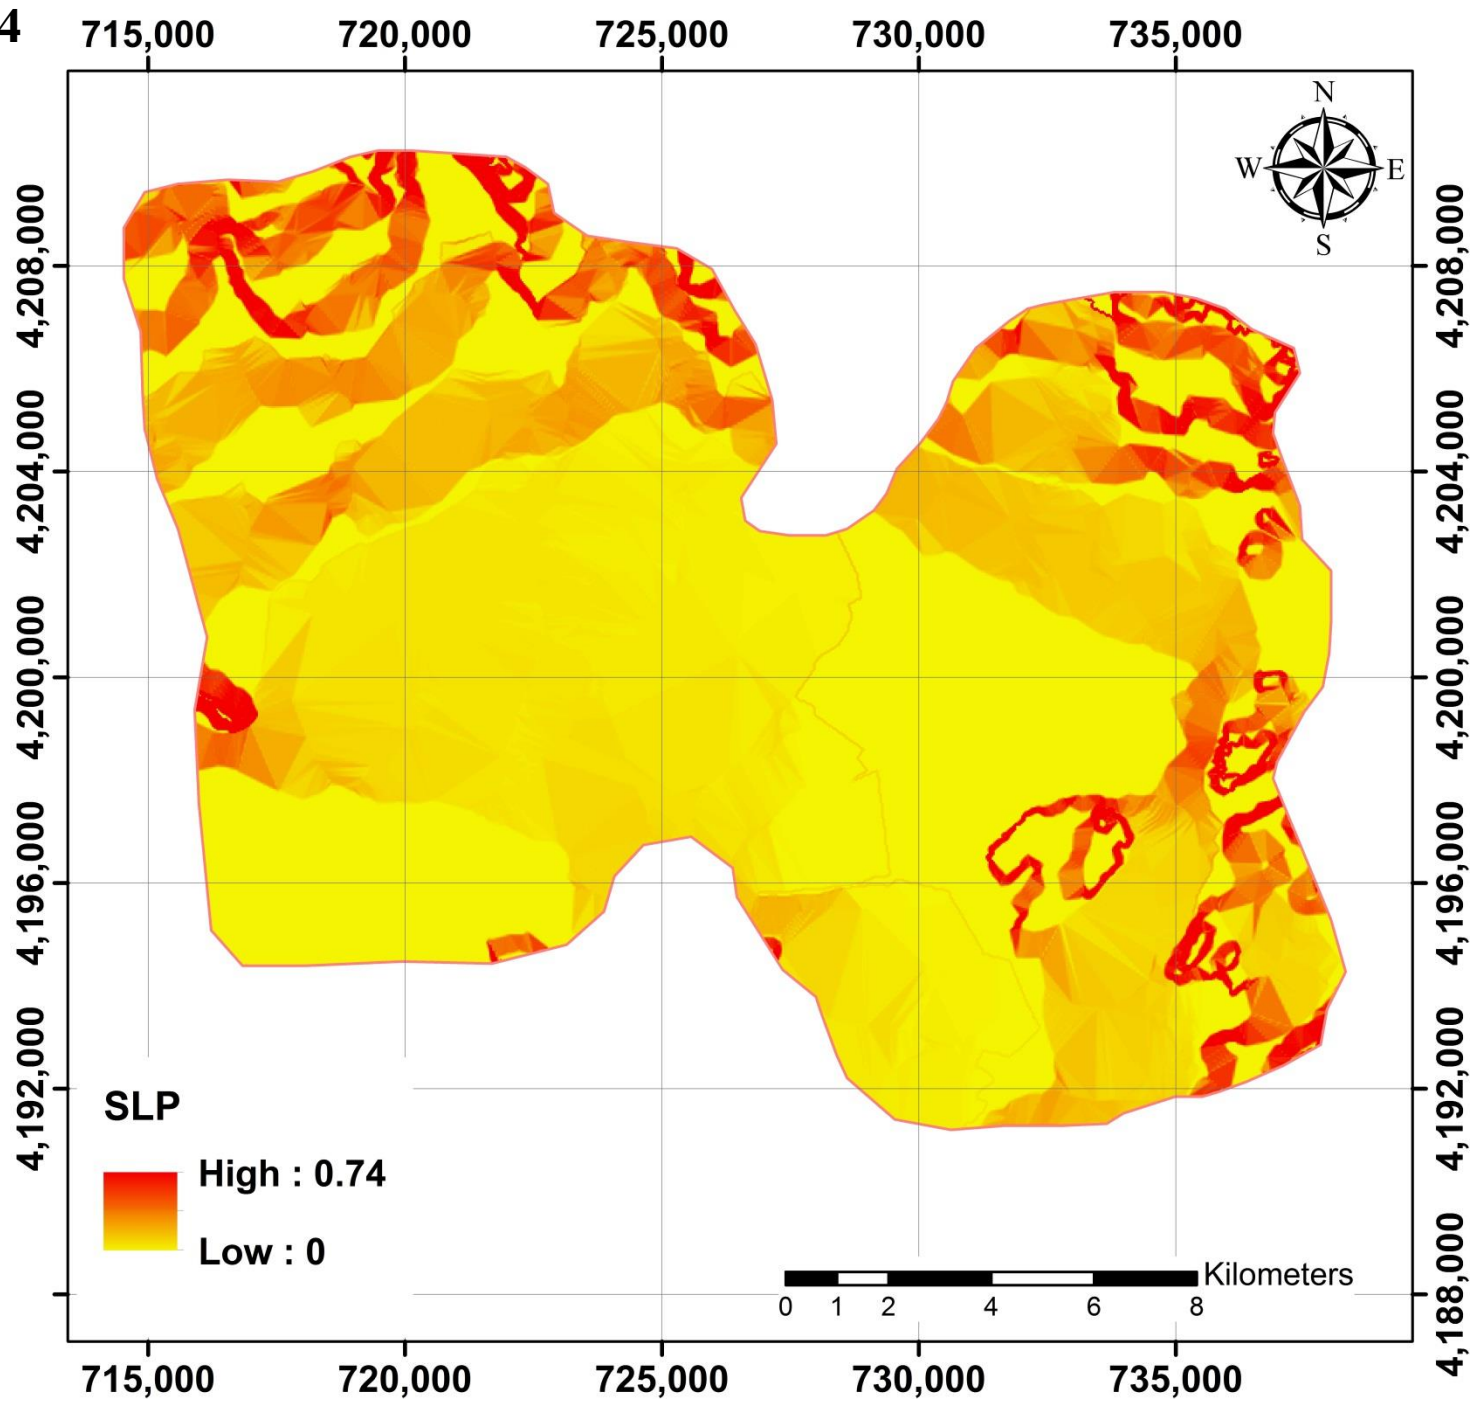 4
715,000 720,000 725,000 730,000 735,000
N
W E
S
4,208,000 4,208,000
4,204,000 4,204,000
4,200,000 4,200,000
4,196,000 4,196,000
4,192,000 4,192,000
SLP
High : 0.74
Low : 0
4,188,000
Kilometers
0 1 2 4 6 8
715,000 720,000 725,000 730,000 735,000